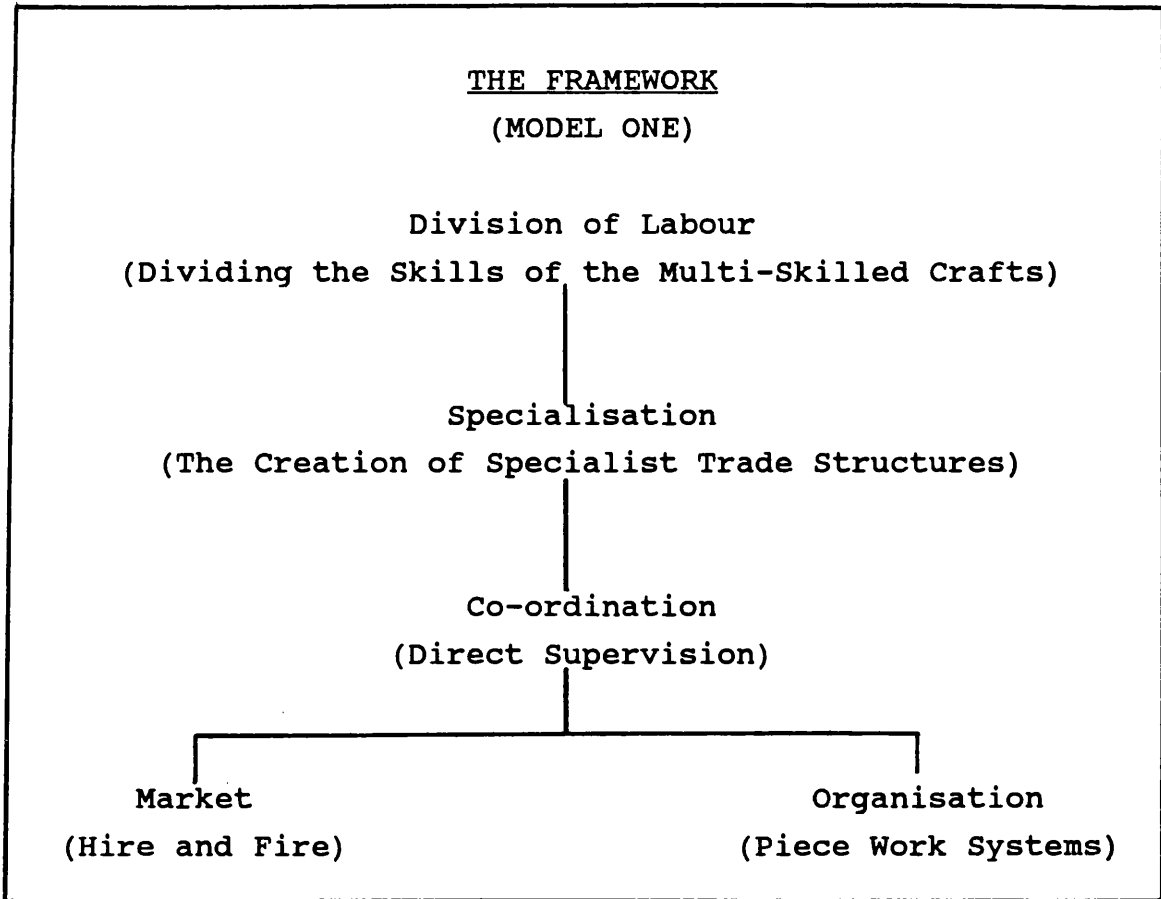 THE FRAMEWORK
(MODEL ONE)
Division of Labour
(Dividing the Skills of the Multi-Skilled Crafts)
Specialisation
(The Creation of Specialist Trade Structures)
Co-ordination
(Direct Supervision)
Market Organisation
(Hire and Fire) (Piece Work Systems)